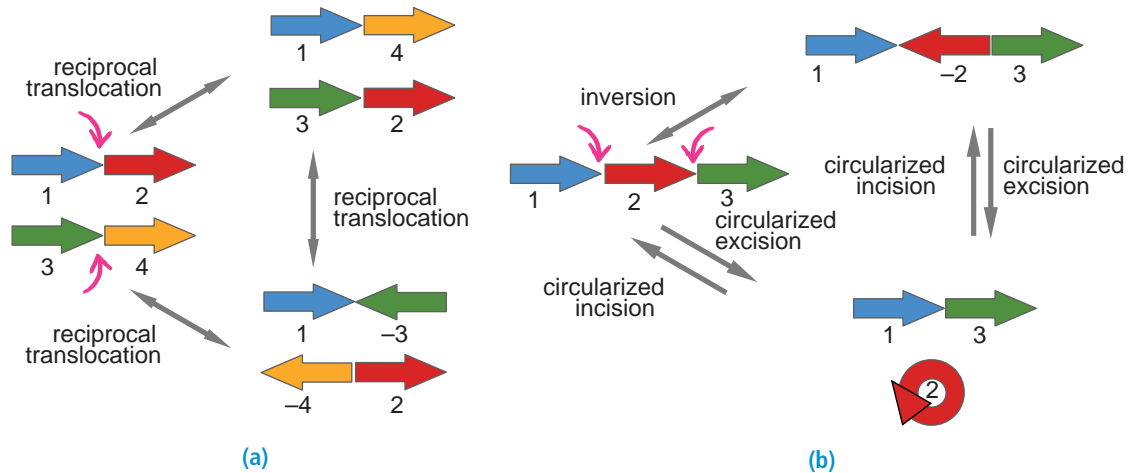 1 4
reciprocal
translocation
3 2
1 2
reciprocal
translocation
3 4
reciprocal
translocation
1 –3
–4 2
(a)
1 –2 3
inversion
circularized
incision
circularized
excision
1 2 3
circularized
excision
circularized
incision
1 3
2
(b)